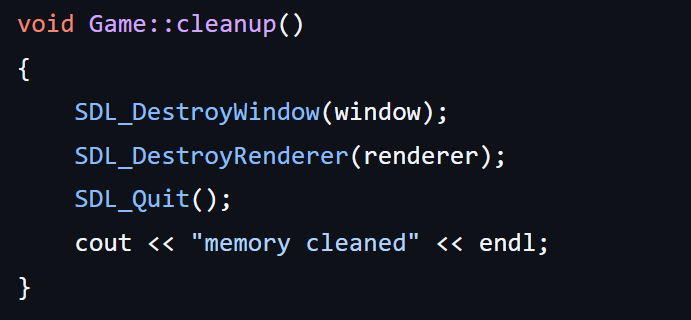 void Game::cleanup()
{
    SDL_DestroyWindow(window);
    SDL_DestroyRenderer(renderer);
    SDL_Quit();
    cout << "memory cleaned" << endl;
}